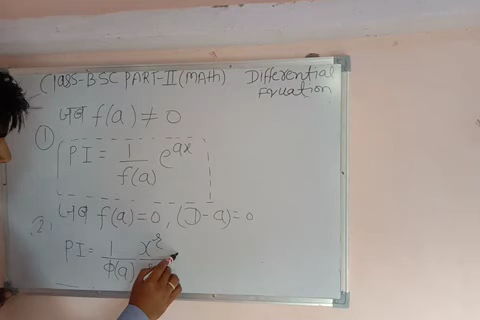 Class-BSC PART-II (MATH) Differential
Equation
① जब f(a) ≠ 0
PI = 1/f(a) e^ax
2) जब f(a) = 0, (D-a) = 0
PI = 1/φ(a) x^r